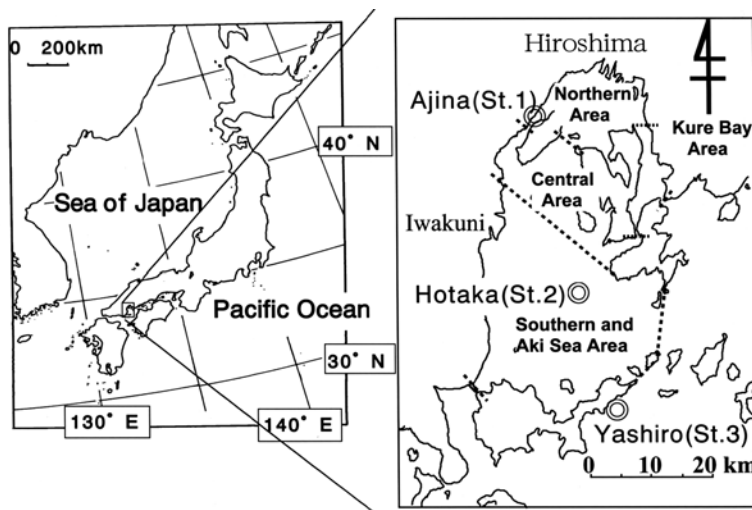 0 200km
40° N
Sea of Japan
Pacific Ocean
30° N
130° E
140° E
Hiroshima
Ajina(St.1)
Northern
Area
Kure Bay
Area
Central
Area
Iwakuni
Hotaka(St.2)
Southern and
Aki Sea Area
Yashiro(St.3)
0 10 20 km